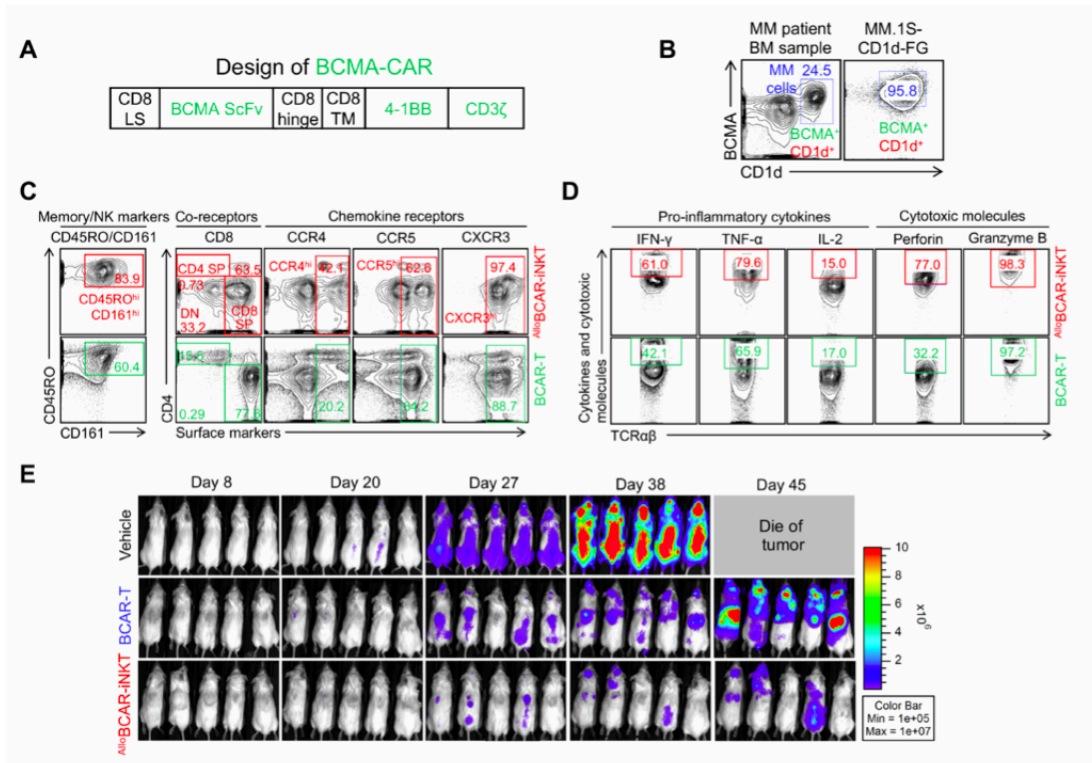 A
Design of BCMA-CAR
CD8 LS
BCMA ScFv
CD8 hinge
CD8 TM
4-1BB
CD3ζ
B
MM patient BM sample
MM.1S-CD1d-FG
MM cells
24.5
95.8
BCMA⁺
CD1d⁺
BCMA⁺
CD1d⁺
BCMA
CD1d
C
Memory/NK markers
Co-receptors
Chemokine receptors
CD45RO/CD161
CD8
CCR4
CCR5
CXCR3
83.9
CD45ROʰⁱ
CD161ʰⁱ
CD4 SP
63.5
0.73
DN
33.2
CD8 SP
CCR4ʰⁱ
42.1
CCR5ʰⁱ
62.6
97.4
CXCR3ʰⁱ
ᴬˡˡᵒBCAR-iNKT
60.4
0.29
20.2
88.7
BCAR-T
CD45RO
CD161
CD4
Surface markers
D
Pro-inflammatory cytokines
Cytotoxic molecules
IFN-γ
TNF-α
IL-2
Perforin
Granzyme B
61.0
79.6
15.0
77.0
98.3
ᴬˡˡᵒBCAR-iNKT
42.1
65.9
17.0
32.2
97.2
BCAR-T
Cytokines and cytotoxic molecules
TCRαβ
E
Day 8
Day 20
Day 27
Day 38
Day 45
Vehicle
Die of tumor
BCAR-T
ᴬˡˡᵒBCAR-iNKT
10
8
6
4
2
x10⁶
Color Bar
Min = 1e+05
Max = 1e+07